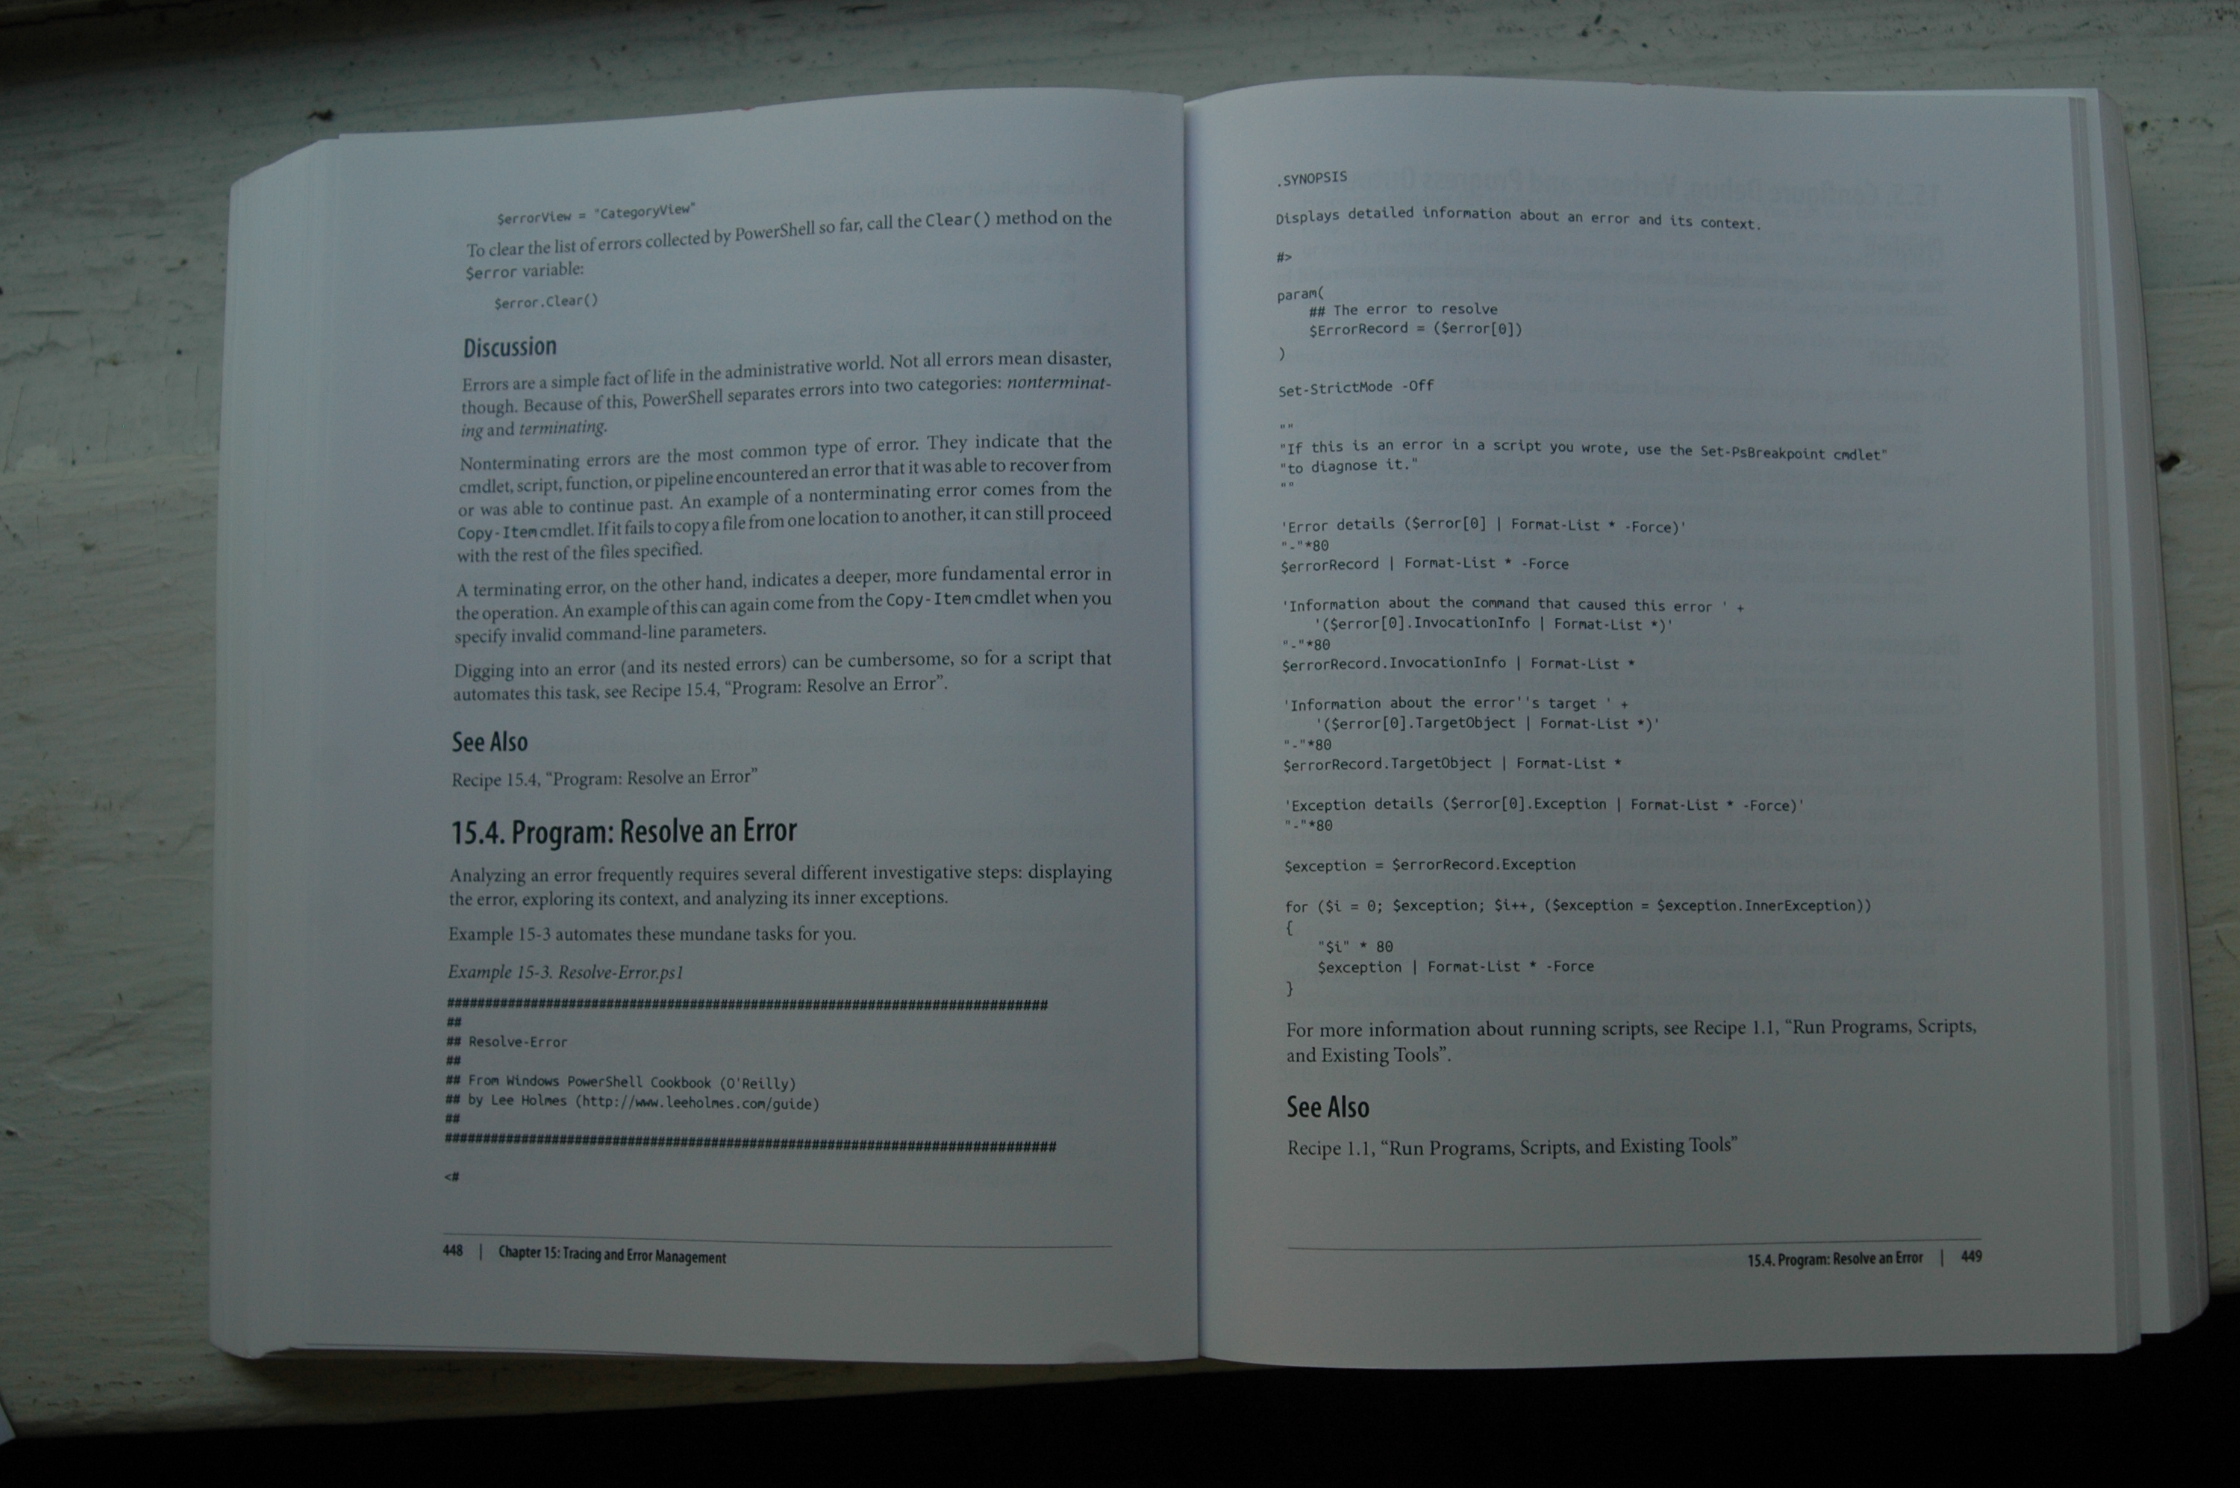 $errorView = "CategoryView"
To clear the list of errors collected by PowerShell so far, call the Clear() method on the
$error variable:
$error.Clear()
Discussion
Errors are a simple fact of life in the administrative world. Not all errors mean disaster,
though. Because of this, PowerShell separates errors into two categories: nonterminat-
ing and terminating.
Nonterminating errors are the most common type of error. They indicate that the
cmdlet, script, function, or pipeline encountered an error that it was able to recover from
or was able to continue past. An example of a nonterminating error comes from the
Copy-Item cmdlet. If it fails to copy a file from one location to another, it can still proceed
with the rest of the files specified.
A terminating error, on the other hand, indicates a deeper, more fundamental error in
the operation. An example of this can again come from the Copy-Item cmdlet when you
specify invalid command-line parameters.
Digging into an error (and its nested errors) can be cumbersome, so for a script that
automates this task, see Recipe 15.4, “Program: Resolve an Error”.
See Also
Recipe 15.4, “Program: Resolve an Error”
15.4. Program: Resolve an Error
Analyzing an error frequently requires several different investigative steps: displaying
the error, exploring its context, and analyzing its inner exceptions.
Example 15-3 automates these mundane tasks for you.
Example 15-3. Resolve-Error.ps1
##############################################################################
##
## Resolve-Error
##
## From Windows PowerShell Cookbook (O'Reilly)
## by Lee Holmes (http://www.leeholmes.com/guide)
##
##############################################################################
<#
448 | Chapter 15: Tracing and Error Management
.SYNOPSIS
Displays detailed information about an error and its context.
#>
param(
## The error to resolve
$ErrorRecord = ($error[0])
)
Set-StrictMode -Off
""
"If this is an error in a script you wrote, use the Set-PsBreakpoint cmdlet"
"to diagnose it."
""
'Error details ($error[0] | Format-List * -Force)'
"-"*80
$errorRecord | Format-List * -Force
'Information about the command that caused this error ' +
'($error[0].InvocationInfo | Format-List *)'
"-"*80
$errorRecord.InvocationInfo | Format-List *
'Information about the error''s target ' +
'($error[0].TargetObject | Format-List *)'
"-"*80
$errorRecord.TargetObject | Format-List *
'Exception details ($error[0].Exception | Format-List * -Force)'
"-"*80
$exception = $errorRecord.Exception
for ($i = 0; $exception; $i++, ($exception = $exception.InnerException))
{
"$i" * 80
$exception | Format-List * -Force
}
For more information about running scripts, see Recipe 1.1, “Run Programs, Scripts,
and Existing Tools”.
See Also
Recipe 1.1, “Run Programs, Scripts, and Existing Tools”
15.4. Program: Resolve an Error | 449